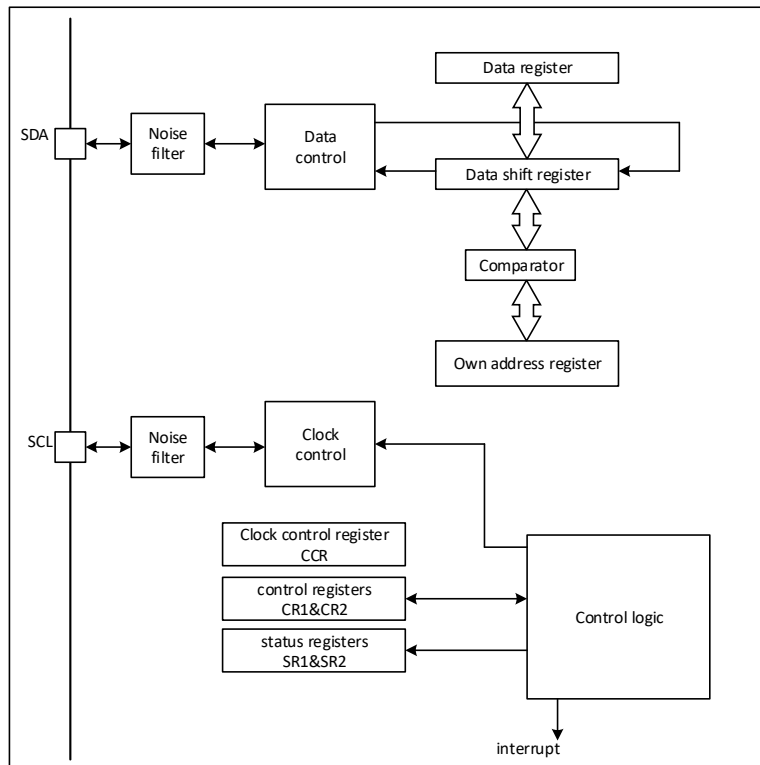 Data register
SDA
Noise
filter
Data
control
Data shift register
Comparator
Own address register
SCL
Noise
filter
Clock
control
Clock control register
CCR
control registers
CR1&CR2
status registers
SR1&SR2
Control logic
interrupt